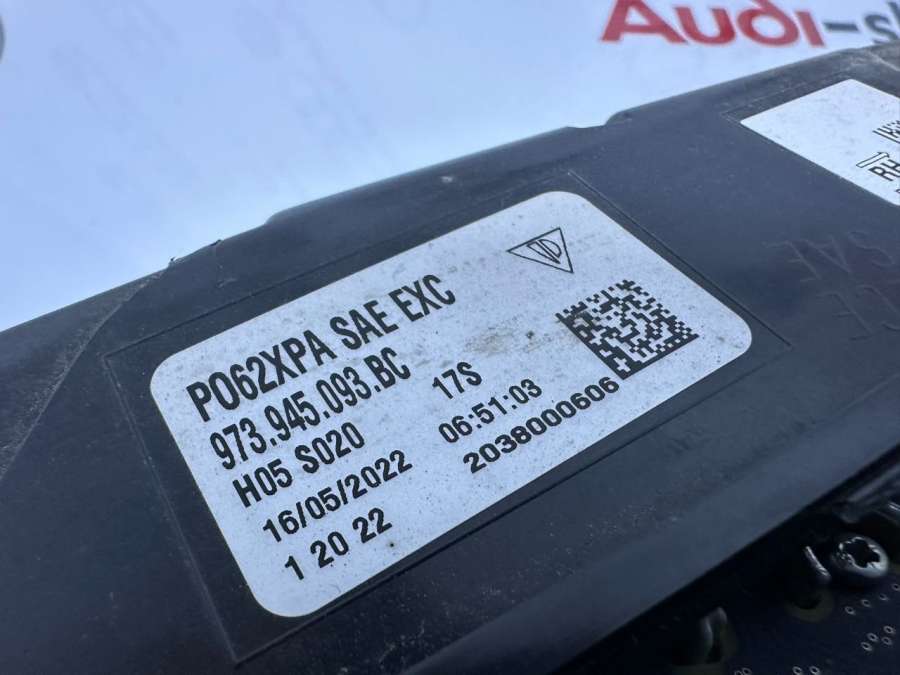 Audi-s
PO62XPA SAE EXC
973.945.093.BC
H05 S020 17S
16/05/2022 06:51:03
1 20 22 2038000606
RH